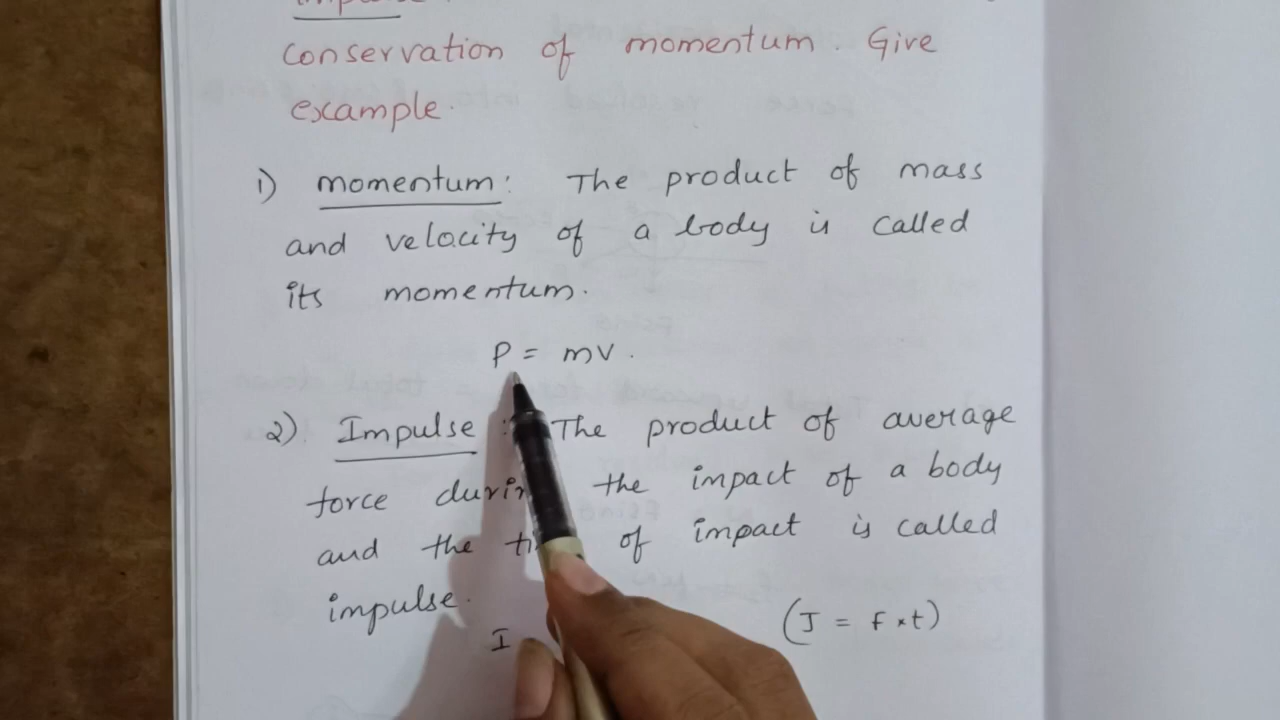 conservation of momentum. Give
example.
1) momentum: The product of mass
and velocity of a body is called
its momentum.
P = mv.
2) Impulse : The product of average
force the impact of a body
and the of impact is called
impulse.
I (J = f × t)